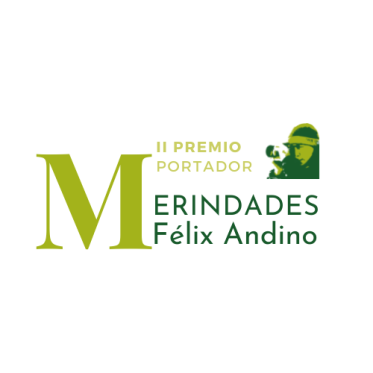 II PREMIO
PORTADOR
MERINDADES
Félix Andino